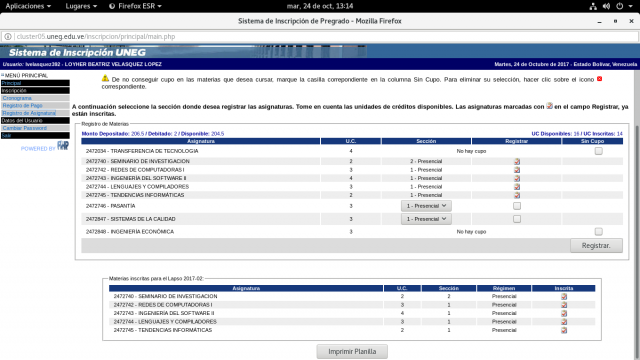 Aplicaciones Lugares Firefox ESR mar, 24 de oct, 13:14
Sistema de Inscripción de Pregrado - Mozilla Firefox
cluster05.uneg.edu.ve/inscripcion/principal/main.php
Sistema de Inscripción UNEG
Usuario: lvelasquez392 - LOYHER BEATRIZ VELASQUEZ LOPEZ Martes, 24 de Octubre de 2017 - Estado Bolívar, Venezuela
MENÚ PRINCIPAL
Principal
Inscripción
Cronograma
Registro de Pago
Registro de Asignatura
Datos del Usuario
Cambiar Password
Salir
POWERED BY
De no conseguir cupo en las materias que desea cursar, marque la casilla correpondiente en la columna Sin Cupo. Para eliminar su selección, hacer clic sobre el icono
correspondiente.
A continuación seleccione la sección donde desea registrar las asignaturas. Tome en cuenta las unidades de créditos disponibles. Las asignaturas marcadas con en el campo Registrar, ya
están inscritas.
Registro de Materias
Monto Depositado: 206.5 / Debitado: 2 / Disponible: 204.5 UC Disponibles: 16 / UC Inscritas: 14
Asignatura U.C. Sección Registrar Sin Cupo
2472034 - TRANSFERENCIA DE TECNOLOGIA 4 No hay cupo
2472740 - SEMINARIO DE INVESTIGACION 2 2 - Presencial
2472742 - REDES DE COMPUTADORAS I 3 1 - Presencial
2472743 - INGENIERÍA DEL SOFTWARE II 4 1 - Presencial
2472744 - LENGUAJES Y COMPILADORES 3 1 - Presencial
2472745 - TENDENCIAS INFORMÁTICAS 2 1 - Presencial
2472746 - PASANTÍA 3 1 - Presencial
2472847 - SISTEMAS DE LA CALIDAD 3 1 - Presencial
2472848 - INGENIERÍA ECONÓMICA 3 No hay cupo
Registrar.
Materias inscritas para el Lapso 2017-02:
Asignatura U.C. Sección Régimen Inscrita
2472740 - SEMINARIO DE INVESTIGACION 2 2 Presencial
2472742 - REDES DE COMPUTADORAS I 3 1 Presencial
2472743 - INGENIERÍA DEL SOFTWARE II 4 1 Presencial
2472744 - LENGUAJES Y COMPILADORES 3 1 Presencial
2472745 - TENDENCIAS INFORMÁTICAS 2 1 Presencial
Imprimir Planilla